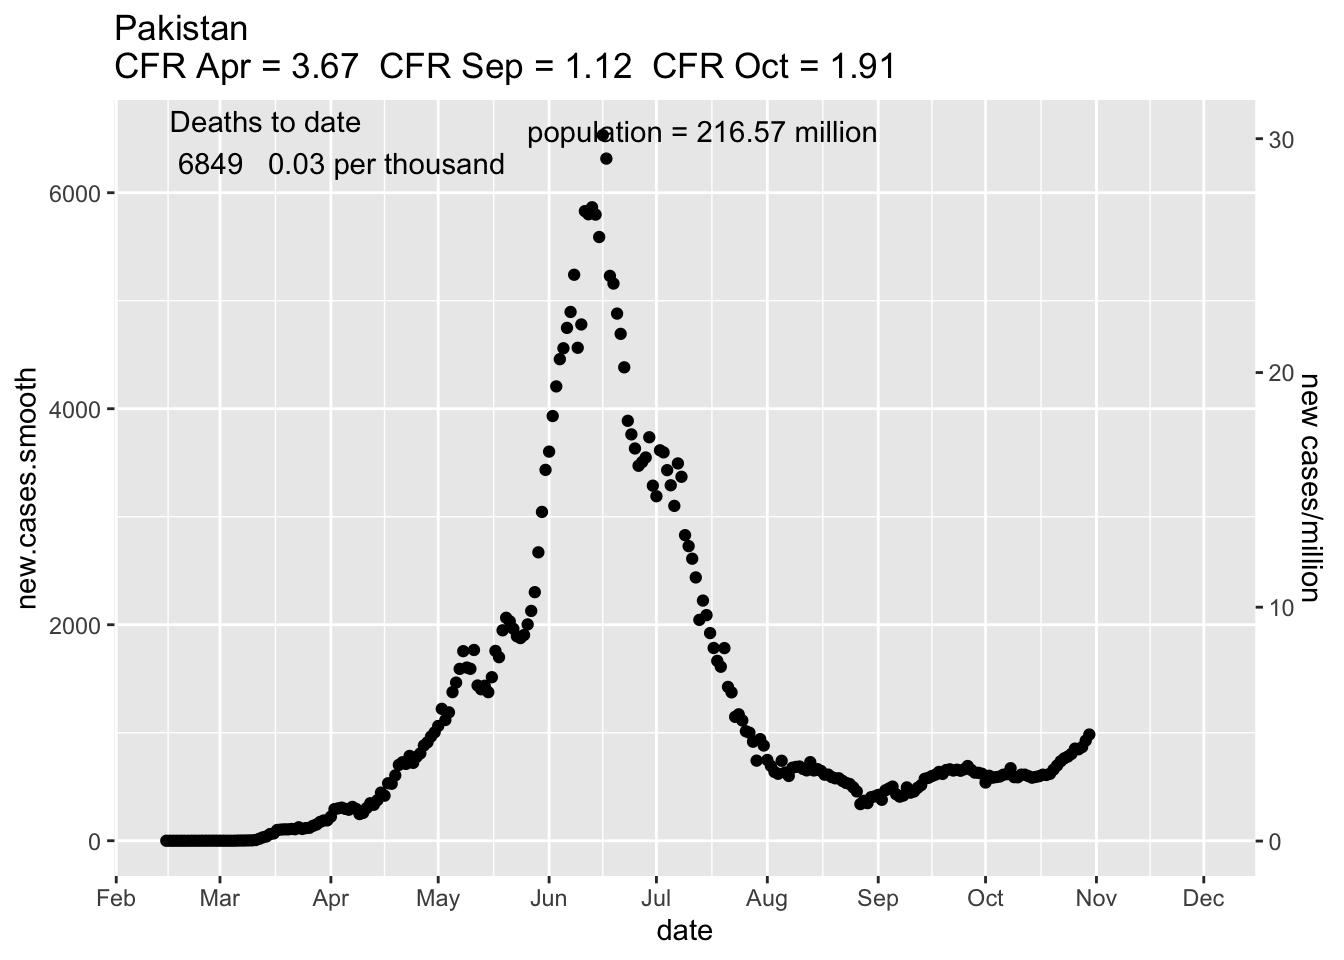 Pakistan
CFR Apr = 3.67  CFR Sep = 1.12  CFR Oct = 1.91
Deaths to date
6849   0.03 per thousand
population = 216.57 million
new.cases.smooth
6000
4000
2000
0
30
20
10
0
new cases/million
Feb Mar Apr May Jun Jul Aug Sep Oct Nov Dec
date